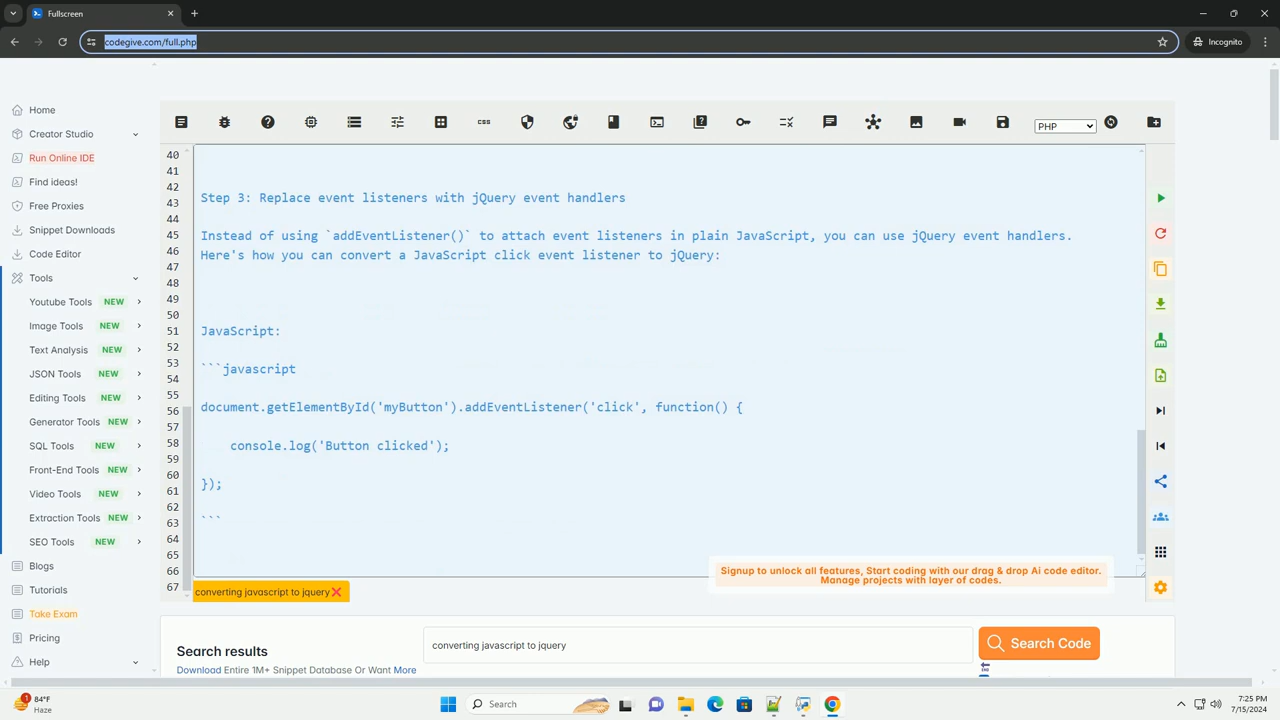 Fullscreen
codegive.com/full.php
Incognito
Home
Creator Studio
Run Online IDE
Find ideas!
Free Proxies
Snippet Downloads
Code Editor
Tools
Youtube Tools NEW
Image Tools NEW
Text Analysis NEW
JSON Tools NEW
Editing Tools NEW
Generator Tools NEW
SQL Tools NEW
Front-End Tools NEW
Video Tools NEW
Extraction Tools NEW
SEO Tools NEW
Blogs
Tutorials
Take Exam
Pricing
Help
css
PHP
40
41
42
43
44
45
46
47
48
49
50
51
52
53
54
55
56
57
58
59
60
61
62
63
64
65
66
67
Step 3: Replace event listeners with jQuery event handlers
Instead of using `addEventListener()` to attach event listeners in plain JavaScript, you can use jQuery event handlers.
Here's how you can convert a JavaScript click event listener to jQuery:
JavaScript:
```javascript
document.getElementById('myButton').addEventListener('click', function() {
console.log('Button clicked');
});
```
Signup to unlock all features, Start coding with our drag & drop Ai code editor.
Manage projects with layer of codes.
converting javascript to jquery
Search results
Download Entire 1M+ Snippet Database Or Want More
converting javascript to jquery
Search Code
84°F
Haze
Search
1:25 PM
7/15/2024